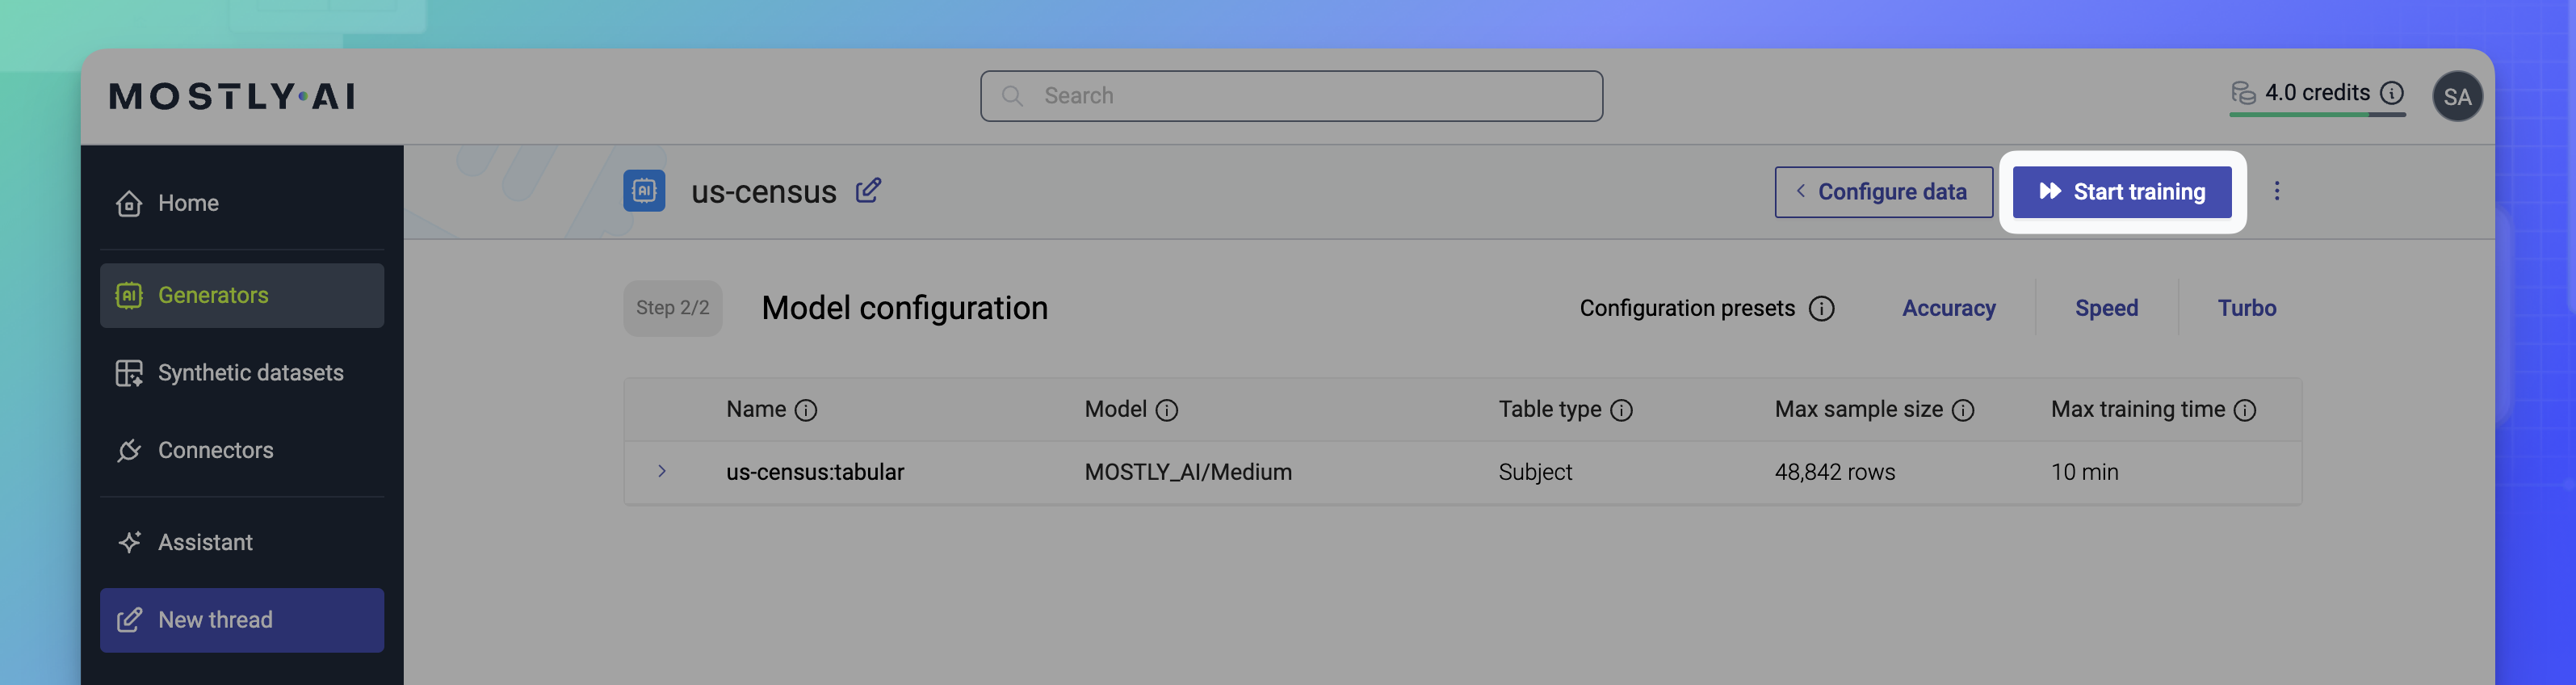 MOSTLY•AI
Search
4.0 credits
SA
Home
Generators
Synthetic datasets
Connectors
Assistant
New thread
us-census
Configure data
Start training
Step 2/2
Model configuration
Configuration presets
Accuracy
Speed
Turbo
Name Model Table type Max sample size Max training time
us-census:tabular MOSTLY_AI/Medium Subject 48,842 rows 10 min